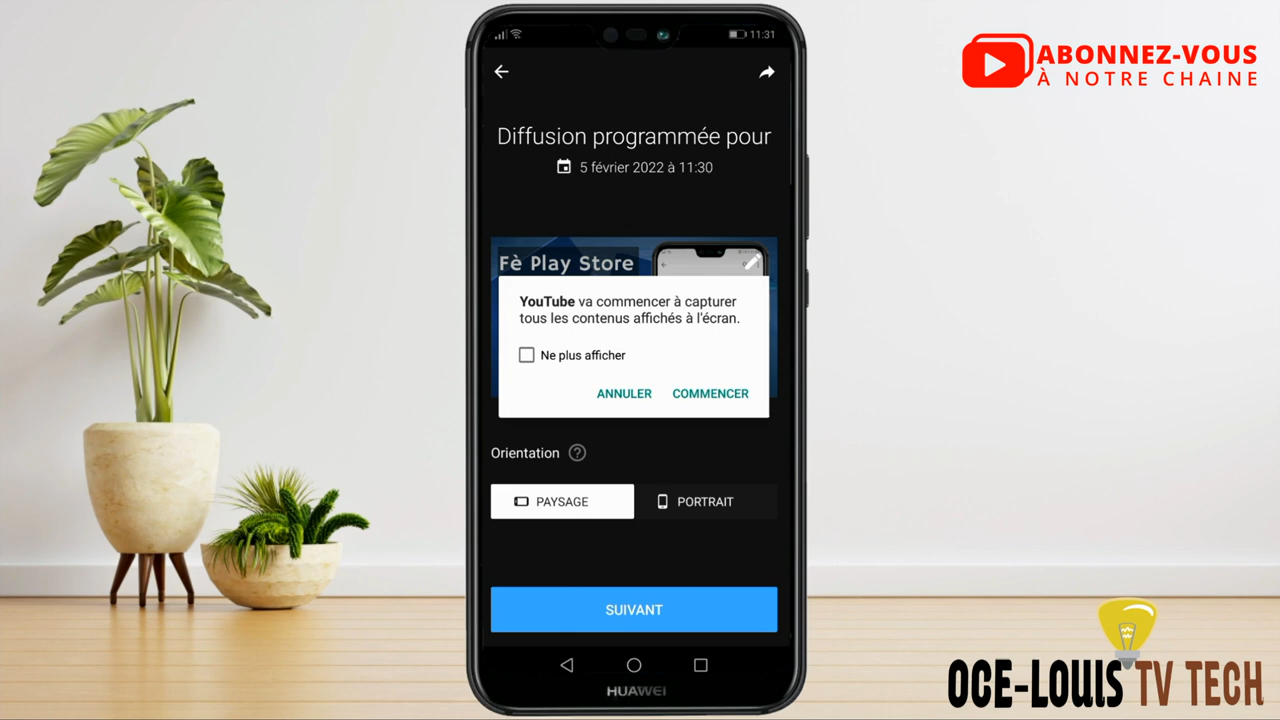 11:31
ABONNEZ-VOUS
À NOTRE CHAINE
Diffusion programmée pour
5 février 2022 à 11:30
Fè Play Store
YouTube va commencer à capturer
tous les contenus affichés à l'écran.
Ne plus afficher
ANNULER COMMENCER
Orientation ?
PAYSAGE PORTRAIT
SUIVANT
HUAWEI
OCE-LOUIS TV TECH